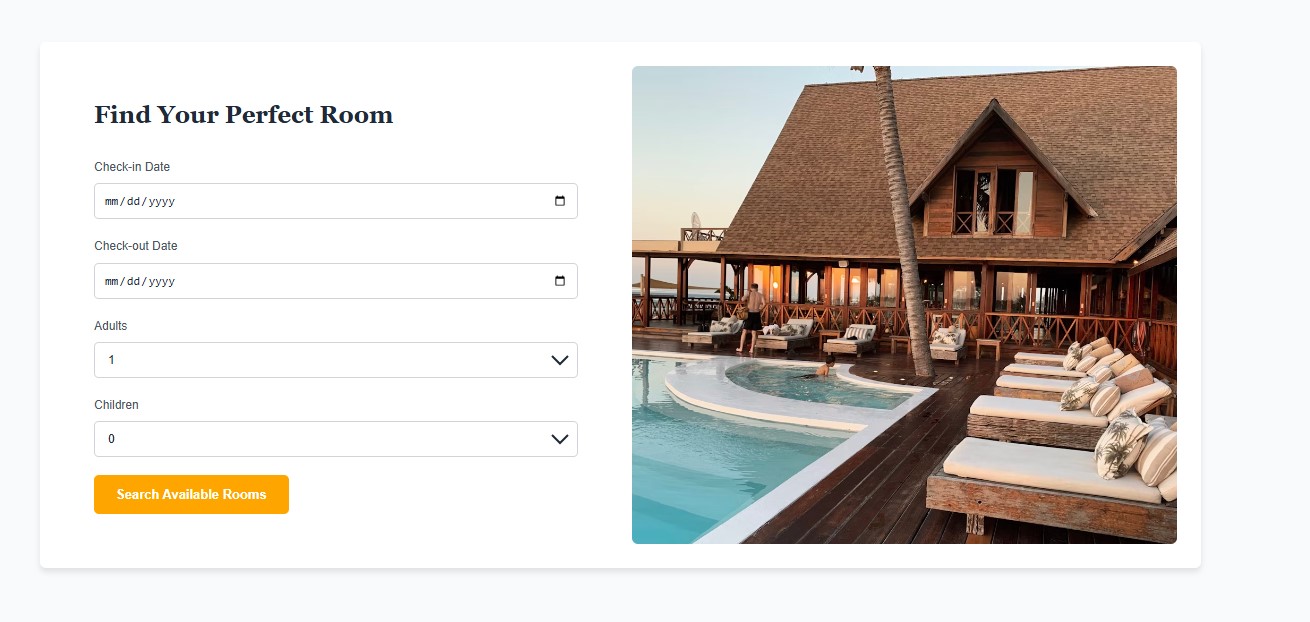 Find Your Perfect Room
Check-in Date
mm/dd/yyyy
Check-out Date
mm/dd/yyyy
Adults
1
Children
0
Search Available Rooms